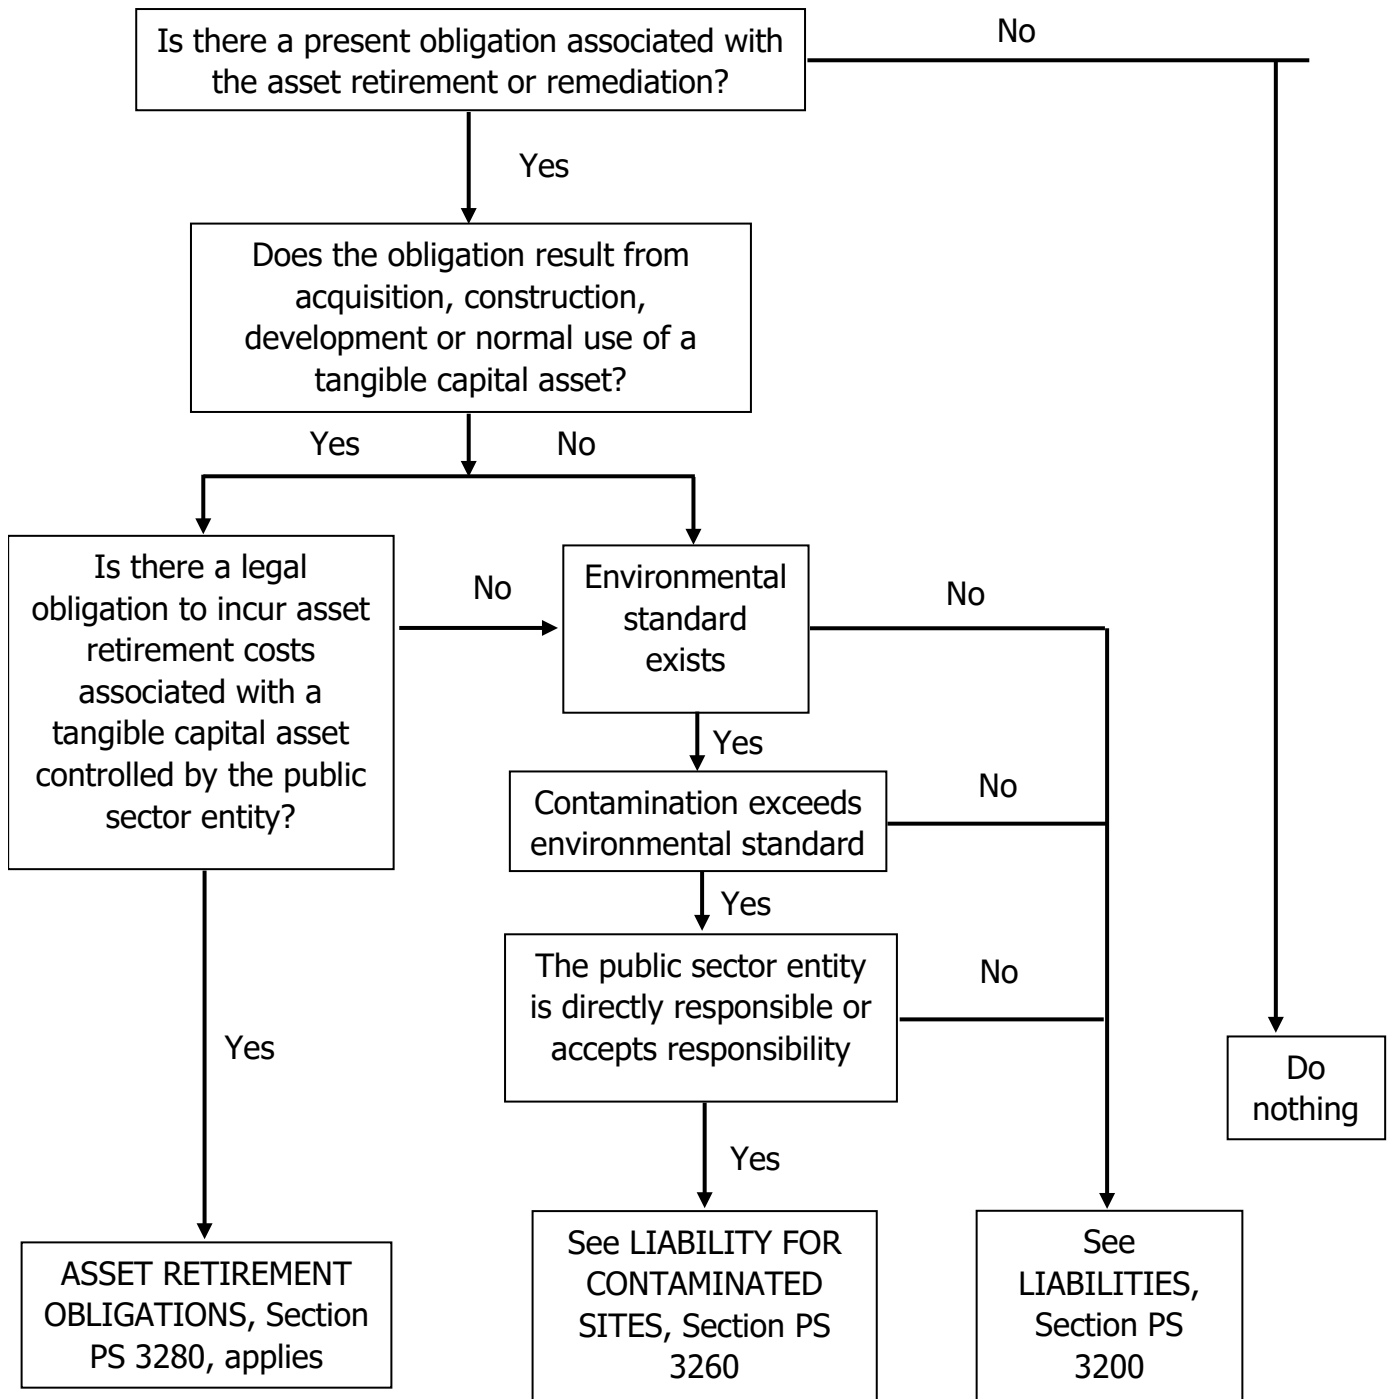 Is there a present obligation associated with
the asset retirement or remediation?
No
Yes
Does the obligation result from
acquisition, construction,
development or normal use of a
tangible capital asset?
Yes
No
Is there a legal
obligation to incur asset
retirement costs
associated with a
tangible capital asset
controlled by the public
sector entity?
No
Environmental
standard
exists
No
Yes
Contamination exceeds
environmental standard
No
Yes
The public sector entity
is directly responsible or
accepts responsibility
No
Yes
Yes
Do
nothing
ASSET RETIREMENT
OBLIGATIONS, Section
PS 3280, applies
See LIABILITY FOR
CONTAMINATED
SITES, Section PS
3260
See
LIABILITIES,
Section PS
3200